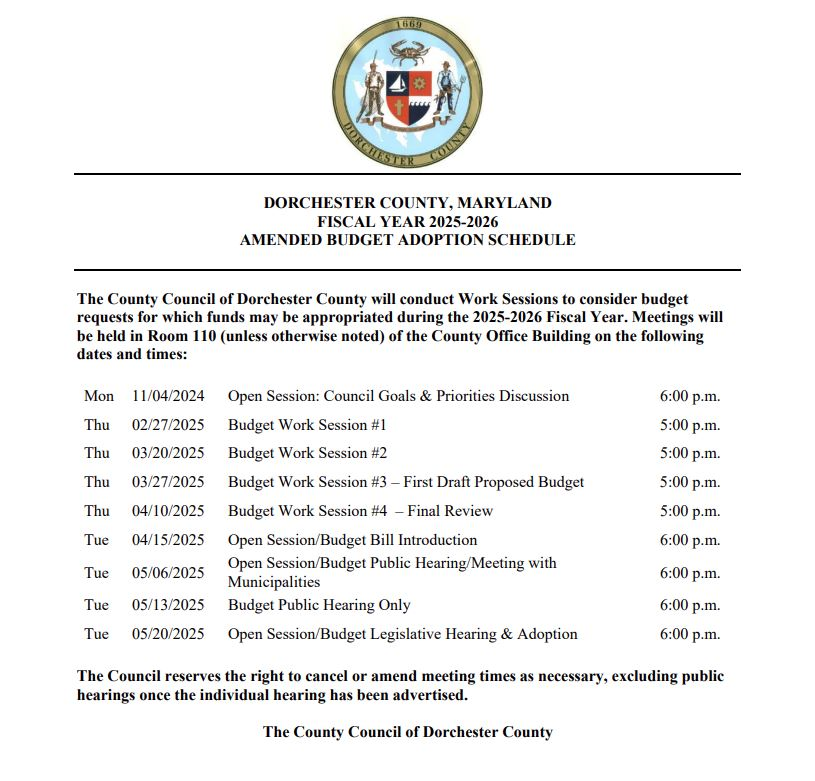 1669
DORCHESTER COUNTY
DORCHESTER COUNTY, MARYLAND
FISCAL YEAR 2025-2026
AMENDED BUDGET ADOPTION SCHEDULE
The County Council of Dorchester County will conduct Work Sessions to consider budget
requests for which funds may be appropriated during the 2025-2026 Fiscal Year. Meetings will
be held in Room 110 (unless otherwise noted) of the County Office Building on the following
dates and times:
Mon 11/04/2024 Open Session: Council Goals & Priorities Discussion 6:00 p.m.
Thu 02/27/2025 Budget Work Session #1 5:00 p.m.
Thu 03/20/2025 Budget Work Session #2 5:00 p.m.
Thu 03/27/2025 Budget Work Session #3 – First Draft Proposed Budget 5:00 p.m.
Thu 04/10/2025 Budget Work Session #4 – Final Review 5:00 p.m.
Tue 04/15/2025 Open Session/Budget Bill Introduction 6:00 p.m.
Tue 05/06/2025 Open Session/Budget Public Hearing/Meeting with
Municipalities 6:00 p.m.
Tue 05/13/2025 Budget Public Hearing Only 6:00 p.m.
Tue 05/20/2025 Open Session/Budget Legislative Hearing & Adoption 6:00 p.m.
The Council reserves the right to cancel or amend meeting times as necessary, excluding public
hearings once the individual hearing has been advertised.
The County Council of Dorchester County